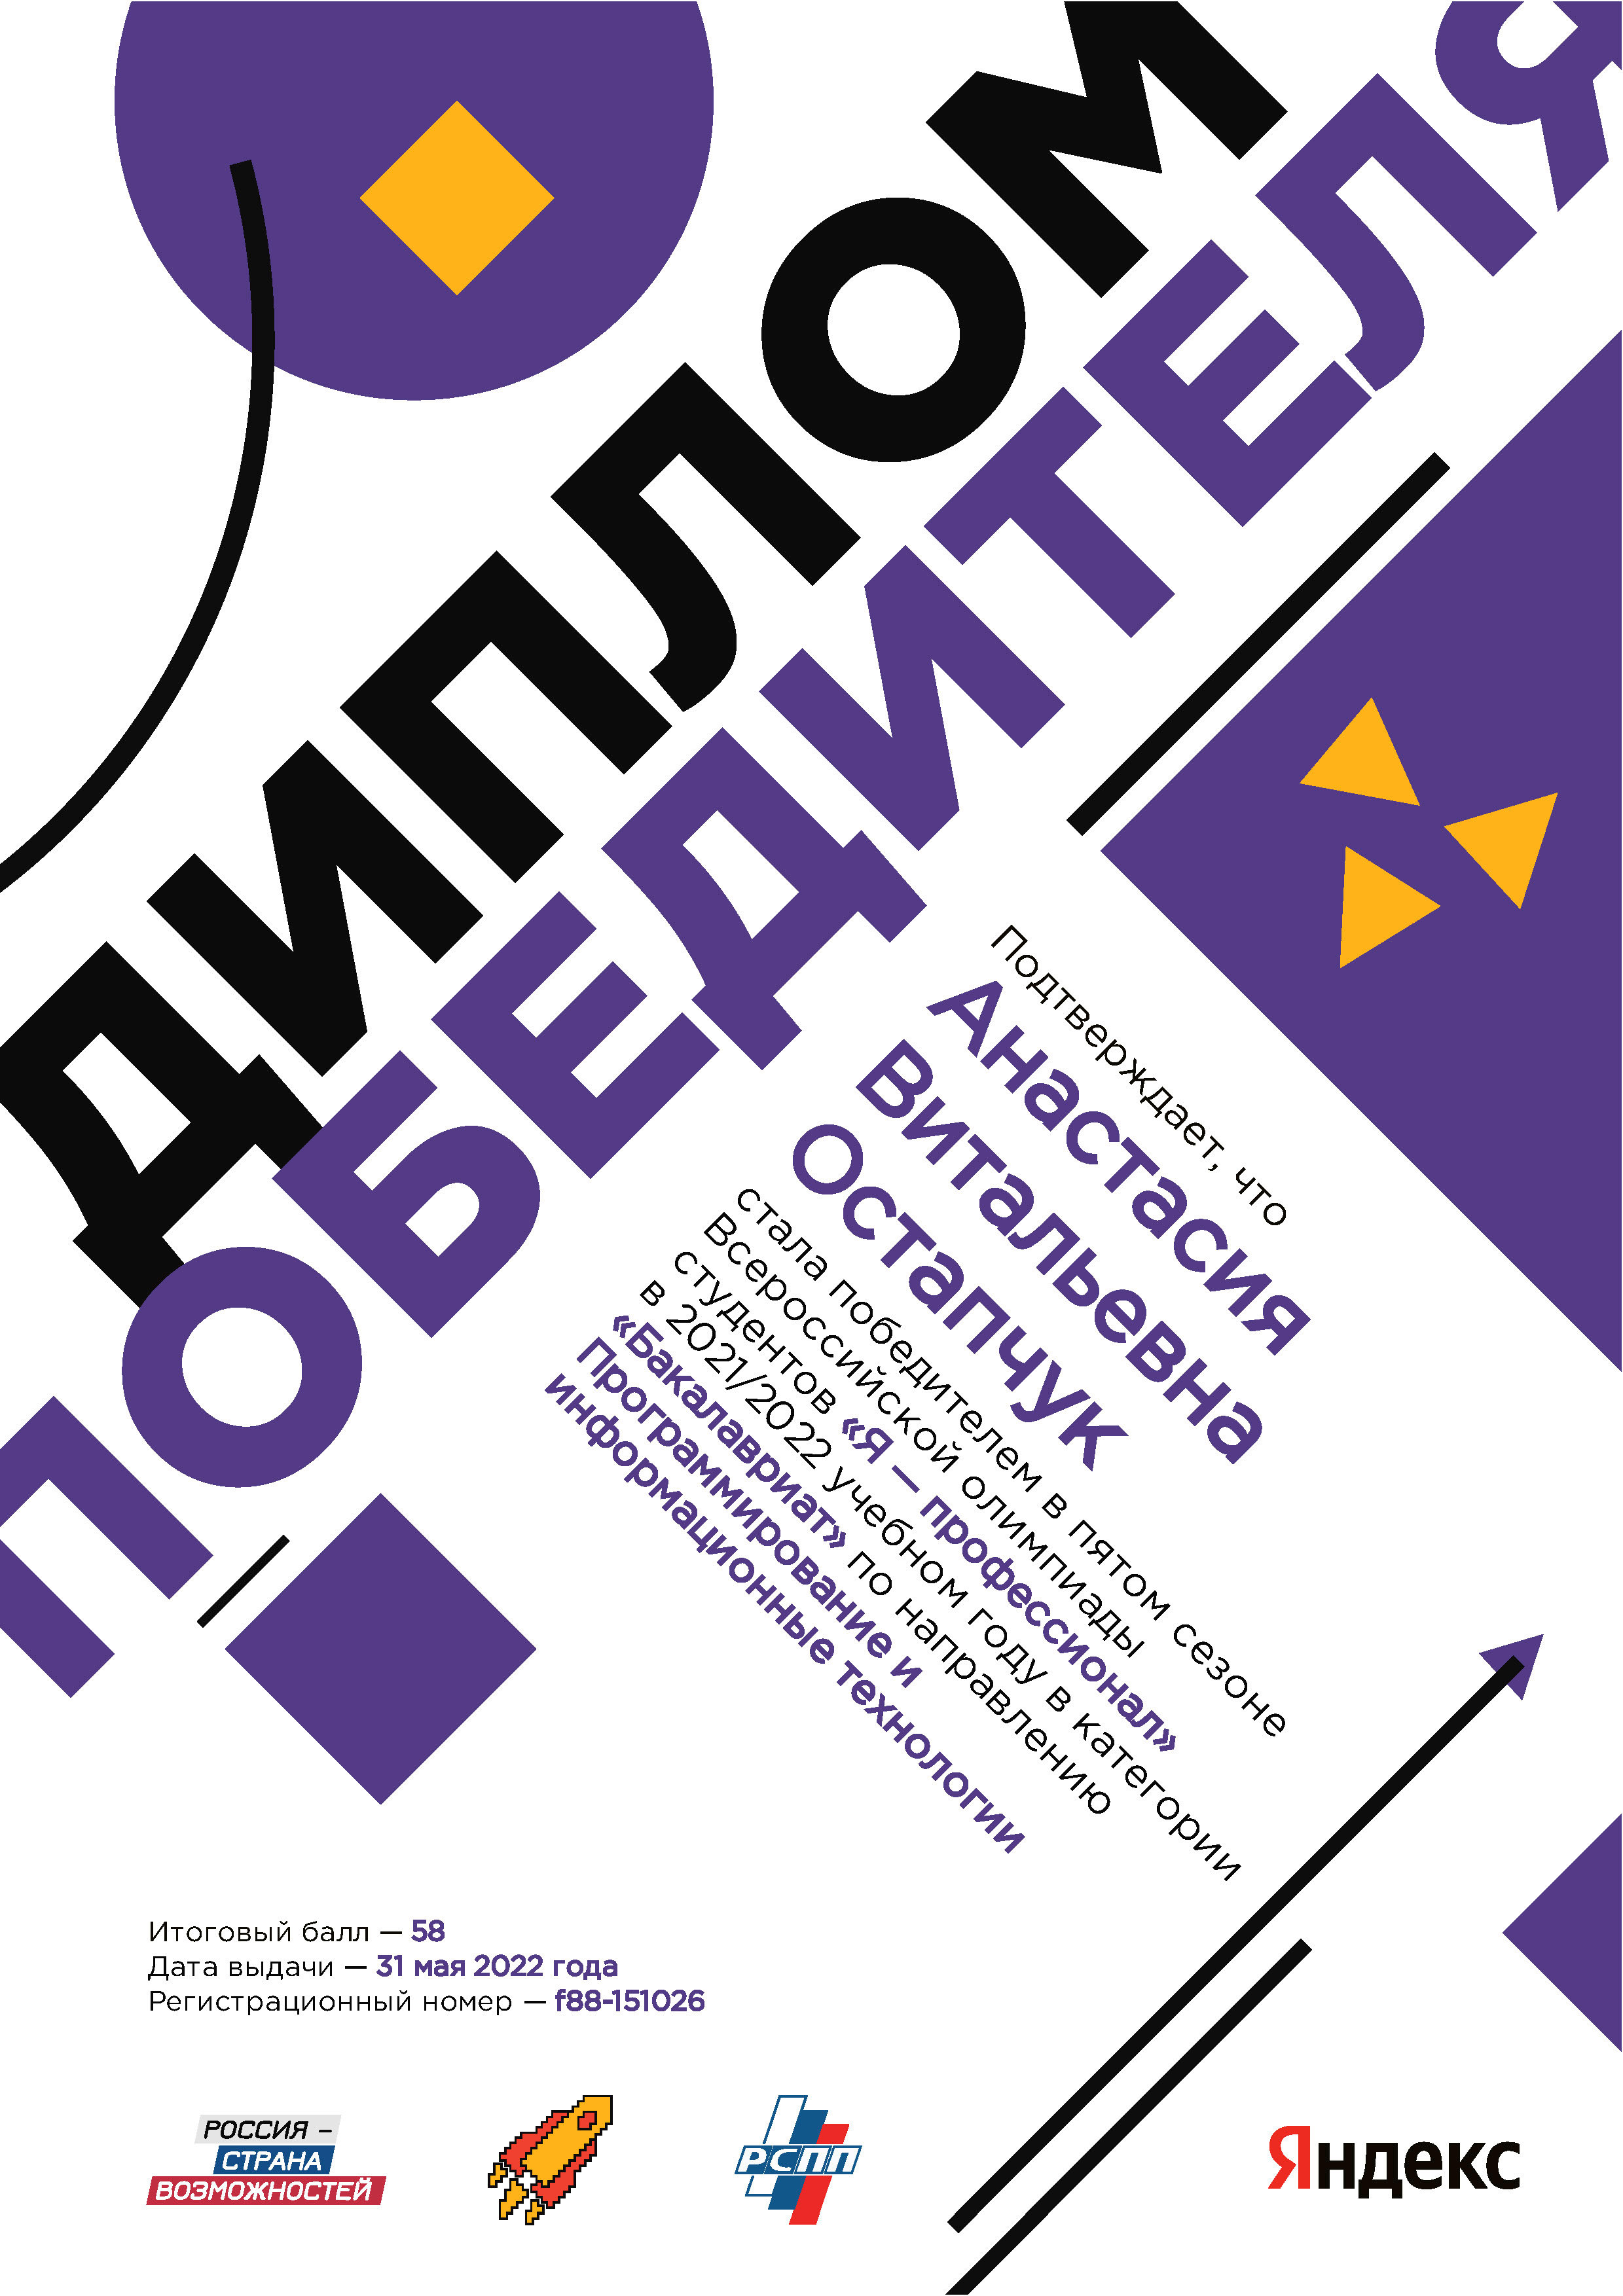 ДИПЛОМ
ПОБЕДИТЕЛЯ
Подтверждает, что
Анастасия
Витальевна
Остапчук
стала победителем в пятом сезоне
Всероссийской олимпиады
студентов «Я — профессионал»
в 2021/2022 учебном году в категории
«Бакалавриат» по направлению
Программирование и
информационные технологии
Итоговый балл — 58
Дата выдачи — 31 мая 2022 года
Регистрационный номер — f88-151026
РОССИЯ –
СТРАНА
ВОЗМОЖНОСТЕЙ
РСПП
Яндекс